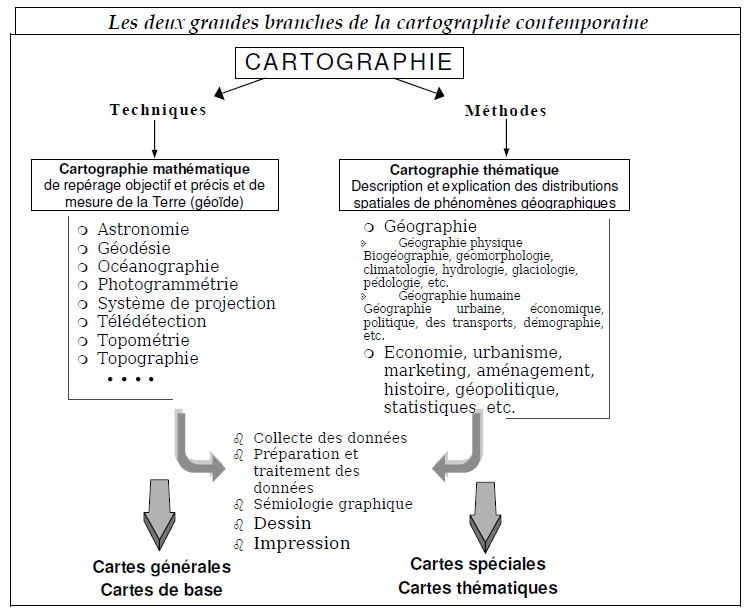 Les deux grandes branches de la cartographie contemporaine
CARTOGRAPHIE
Techniques
Méthodes
Cartographie mathématique
de repérage objectif et précis et de
mesure de la Terre (géoïde)
Cartographie thématique
Description et explication des distributions
spatiales de phénomènes géographiques
Astronomie
Géodésie
Océanographie
Photogrammétrie
Système de projection
Télédétection
Topométrie
Topographie
• • • •
Géographie
Géographie physique
Biogéographie, géomorphologie,
climatologie, hydrologie, glaciologie,
pédologie, etc.
Géographie humaine
Géographie urbaine, économique,
politique, des transports, démographie,
etc.
Economie, urbanisme,
marketing, aménagement,
histoire, géopolitique,
statistiques, etc.
Collecte des données
Préparation et
traitement des
données
Sémiologie graphique
Dessin
Impression
Cartes générales
Cartes de base
Cartes spéciales
Cartes thématiques